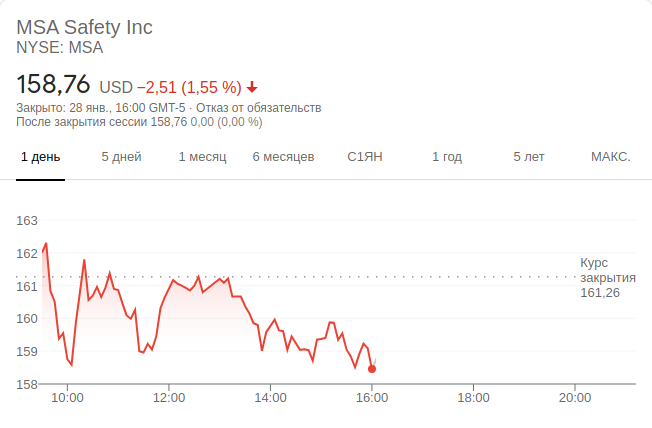 MSA Safety Inc
NYSE: MSA
158,76 USD −2,51 (1,55 %)
Закрыто: 28 янв., 16:00 GMT-5 · Отказ от обязательств
После закрытия сессии 158,76 0,00 (0,00 %)
1 день 5 дней 1 месяц 6 месяцев С1ЯН 1 год 5 лет МАКС.
163
162
161
160
159
158
Курс
закрытия
161,26
10:00 12:00 14:00 16:00 18:00 20:00